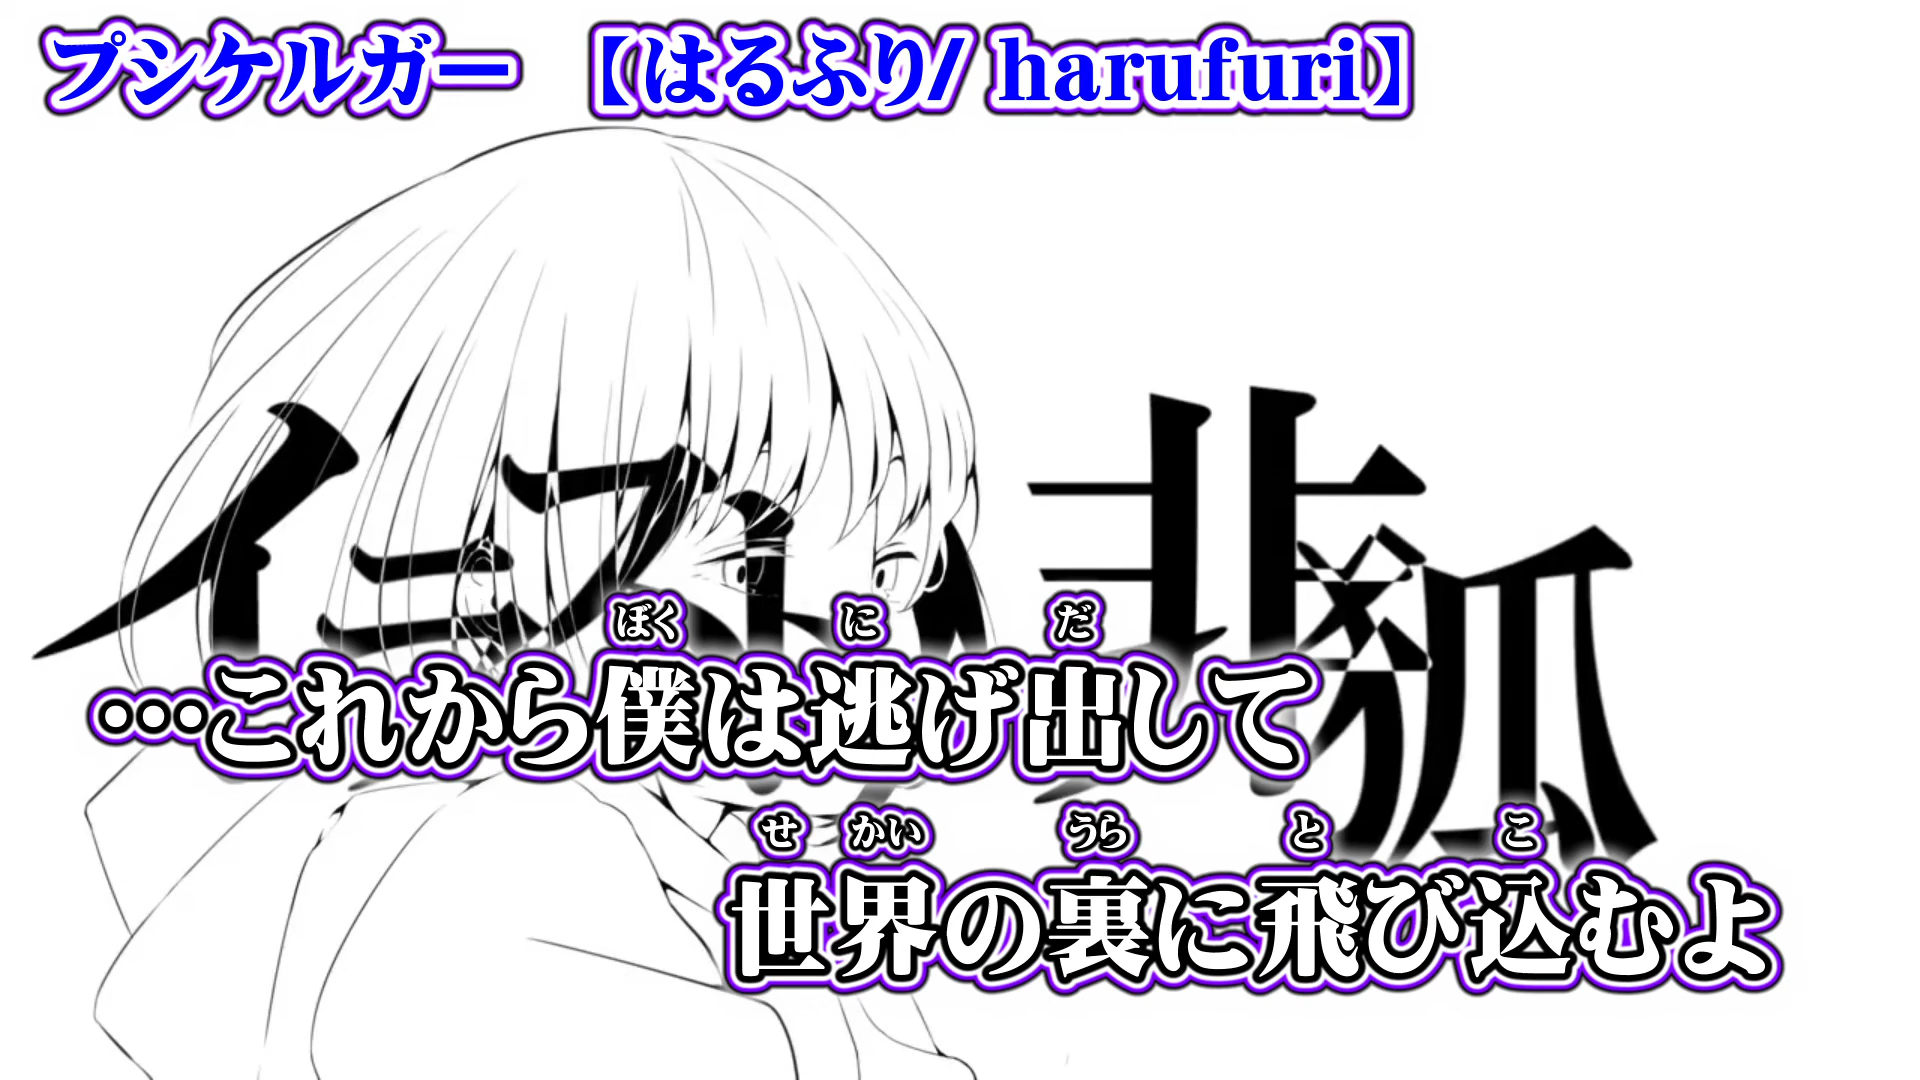 プシケルガー 【はるふり/ harufuri】
ぼく に だ
…これから僕は逃げ出して
せ かい うら と こ
世界の裏に飛び込むよ